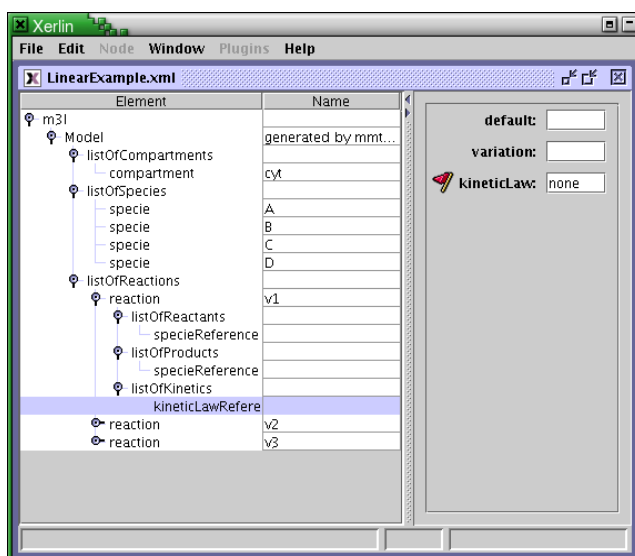 Xerlin
File Edit Node Window Plugins Help
LinearExample.xml
Element Name
m3l
Model generated by mmt...
listOfCompartments
compartment cyt
listOfSpecies
specie A
specie B
specie C
specie D
listOfReactions
reaction v1
listOfReactants
specieReference
listOfProducts
specieReference
listOfKinetics
kineticLawRefere
reaction v2
reaction v3
default:
variation:
kineticLaw: none